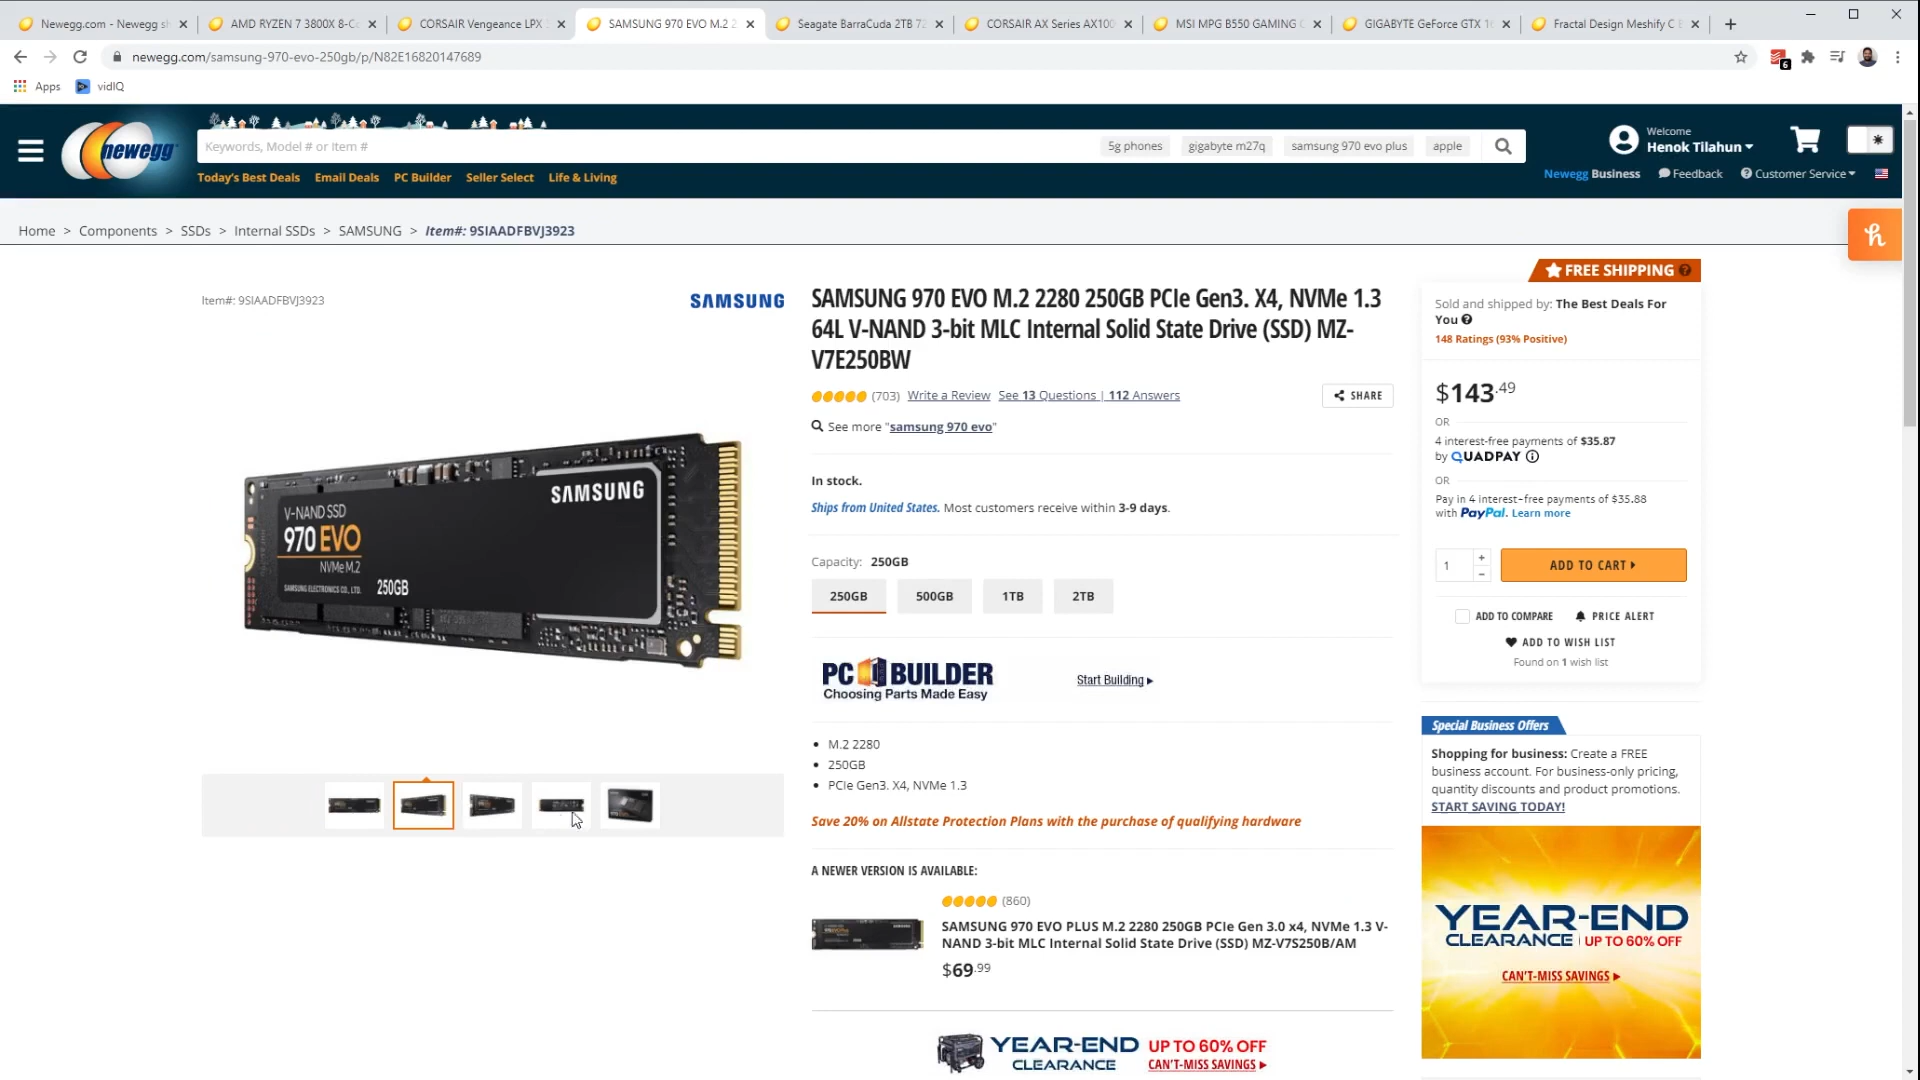 Newegg.com - Newegg sh
AMD RYZEN 7 3800X 8-C
CORSAIR Vengeance LPX
SAMSUNG 970 EVO M.2 2
Seagate BarraCuda 2TB 72
CORSAIR AX Series AX100
MSI MPG B550 GAMING
GIGABYTE GeForce GTX 1
Fractal Design Meshify C
newegg.com/samsung-970-evo-250gb/p/N82E16820147689
6
Apps
vidIQ
newegg
Keywords, Model # or Item #
5g phones
gigabyte m27q
samsung 970 evo plus
apple
Welcome
Henok Tilahun
Today's Best Deals
Email Deals
PC Builder
Seller Select
Life & Living
Newegg Business
Feedback
Customer Service
Home > Components > SSDs > Internal SSDs > SAMSUNG > Item#: 9SIAADFBVJ3923
Item#: 9SIAADFBVJ3923
SAMSUNG
SAMSUNG
V-NAND SSD
970 EVO
NVMe M.2
SAMSUNG ELECTRONICS CO., LTD.
250GB
SAMSUNG 970 EVO M.2 2280 250GB PCIe Gen3. X4, NVMe 1.3
64L V-NAND 3-bit MLC Internal Solid State Drive (SSD) MZ-
V7E250BW
(703) Write a Review See 13 Questions | 112 Answers
SHARE
See more "samsung 970 evo"
In stock.
Ships from United States. Most customers receive within 3-9 days.
Capacity: 250GB
250GB
500GB
1TB
2TB
PC BUILDER
Choosing Parts Made Easy
Start Building
M.2 2280
250GB
PCIe Gen3. X4, NVMe 1.3
Save 20% on Allstate Protection Plans with the purchase of qualifying hardware
A NEWER VERSION IS AVAILABLE:
(860)
SAMSUNG 970 EVO PLUS M.2 2280 250GB PCIe Gen 3.0 x4, NVMe 1.3 V-
NAND 3-bit MLC Internal Solid State Drive (SSD) MZ-V7S250B/AM
$69.99
YEAR-END
CLEARANCE
UP TO 60% OFF
CAN'T-MISS SAVINGS
FREE SHIPPING
Sold and shipped by: The Best Deals For
You
148 Ratings (93% Positive)
$143.49
OR
4 interest-free payments of $35.87
by QUADPAY
OR
Pay in 4 interest-free payments of $35.88
with PayPal. Learn more
1
+
-
ADD TO CART
ADD TO COMPARE
PRICE ALERT
ADD TO WISH LIST
Found on 1 wish list
Special Business Offers
Shopping for business: Create a FREE
business account. For business-only pricing,
quantity discounts and product promotions.
START SAVING TODAY!
YEAR-END
CLEARANCE | UP TO 60% OFF
CAN'T-MISS SAVINGS